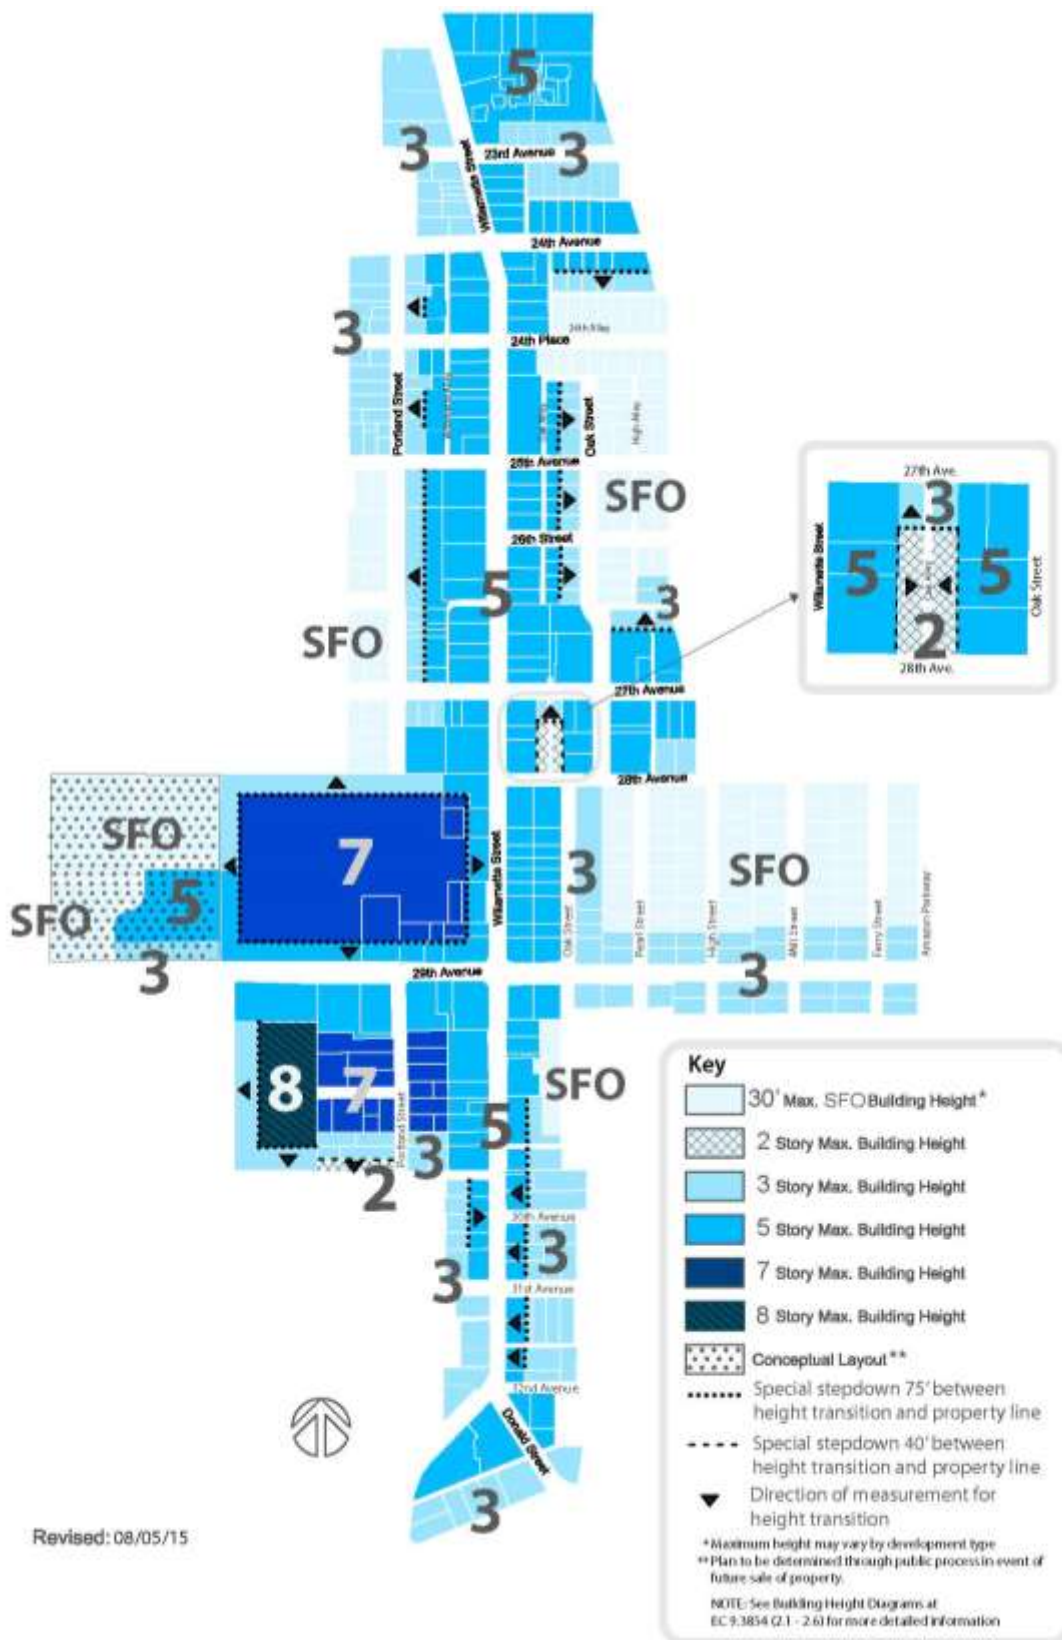 5
3
Willamette Street
23rd Avenue
3
24th Avenue
3
24th Alley
24th Place
Portland Street
Oak Street
High Alley
25th Avenue
SFO
26th Street
5
3
SFO
27th Avenue
28th Avenue
27th Ave.
3
Willamette Street
5
5
Oak Street
2
28th Ave.
SFO
7
SFO
5
SFO
3
Willamette Street
3
SFO
Oak Street
Pearl Street
High Street
Mill Street
Ferry Street
Amazon Parkway
29th Avenue
3
8
7
Portland Street
SFO
5
3
2
30th Avenue
3
3
31st Avenue
32nd Avenue
Donald Street
3
Revised: 08/05/15
Key
30' Max. SFO Building Height*
2 Story Max. Building Height
3 Story Max. Building Height
5 Story Max. Building Height
7 Story Max. Building Height
8 Story Max. Building Height
Conceptual Layout**
Special stepdown 75' between
height transition and property line
Special stepdown 40' between
height transition and property line
Direction of measurement for
height transition
*Maximum height may vary by development type
**Plan to be determined through public process in event of
future sale of property.
NOTE: See Building Height Diagrams at
EC 9.3854 (2.1 - 2.6) for more detailed information